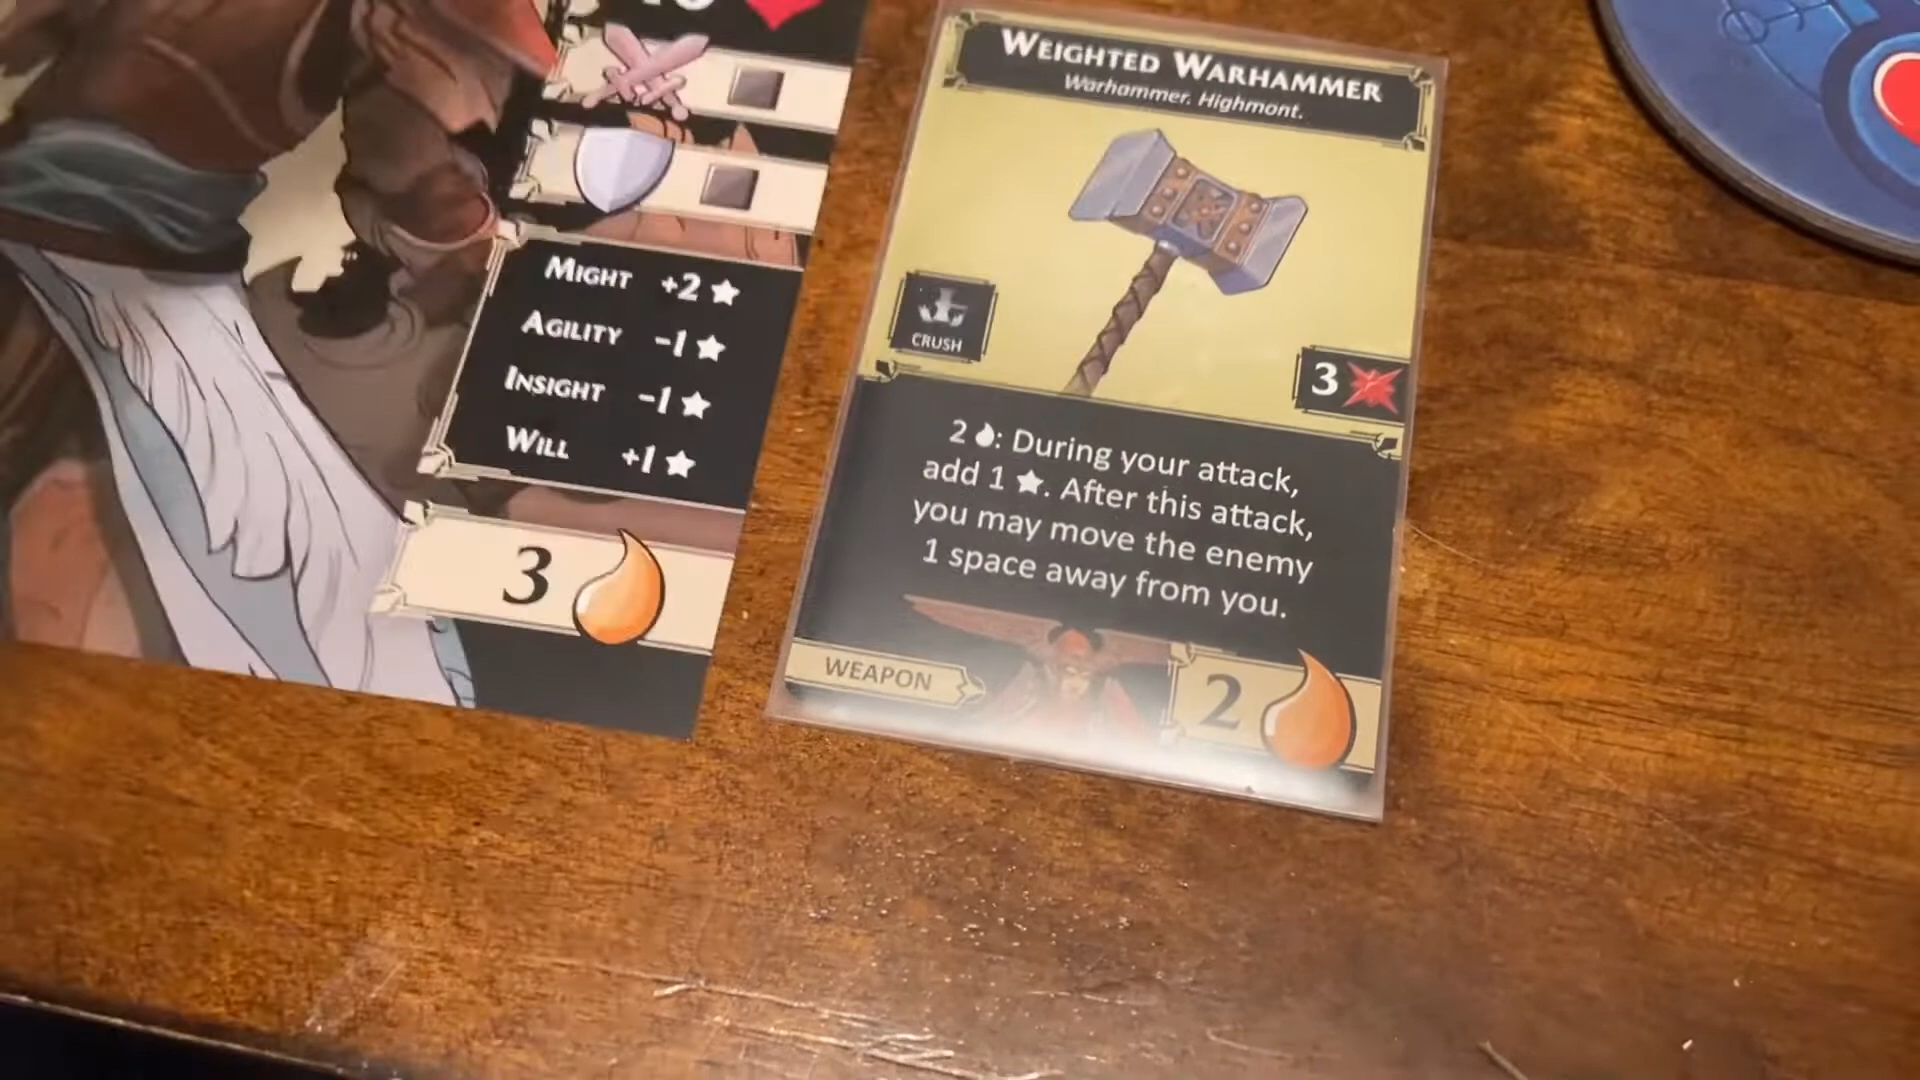 MIGHT +2
AGILITY -1
INSIGHT -1
WILL +1
3
WEIGHTED WARHAMMER
Warhammer. Highmont.
CRUSH
3
2 : During your attack,
add 1 . After this attack,
you may move the enemy
1 space away from you.
WEAPON
2